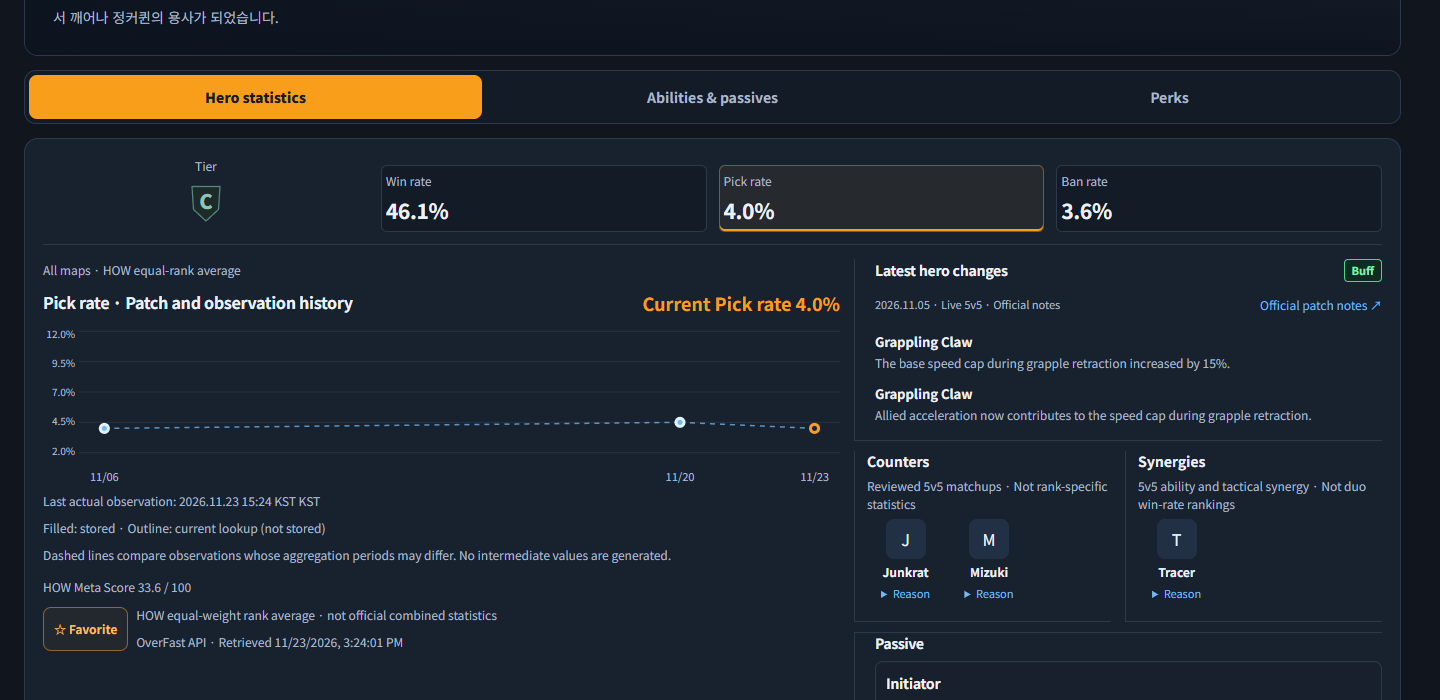 서 깨어나 정커퀸의 용사가 되었습니다.
Hero statistics
Abilities & passives
Perks
Tier
C
Win rate
46.1%
Pick rate
4.0%
Ban rate
3.6%
All maps · HOW equal-rank average
Pick rate · Patch and observation history
Current Pick rate 4.0%
12.0%
9.5%
7.0%
4.5%
2.0%
11/06
11/20
11/23
Last actual observation: 2026.11.23 15:24 KST KST
Filled: stored · Outline: current lookup (not stored)
Dashed lines compare observations whose aggregation periods may differ. No intermediate values are generated.
HOW Meta Score 33.6 / 100
☆ Favorite
HOW equal-weight rank average · not official combined statistics
OverFast API · Retrieved 11/23/2026, 3:24:01 PM
Latest hero changes
Buff
2026.11.05 · Live 5v5 · Official notes
Official patch notes ↗
Grappling Claw
The base speed cap during grapple retraction increased by 15%.
Grappling Claw
Allied acceleration now contributes to the speed cap during grapple retraction.
Counters
Reviewed 5v5 matchups · Not rank-specific
statistics
J
M
Junkrat
Mizuki
▶ Reason
▶ Reason
Synergies
5v5 ability and tactical synergy · Not duo
win-rate rankings
T
Tracer
▶ Reason
Passive
Initiator